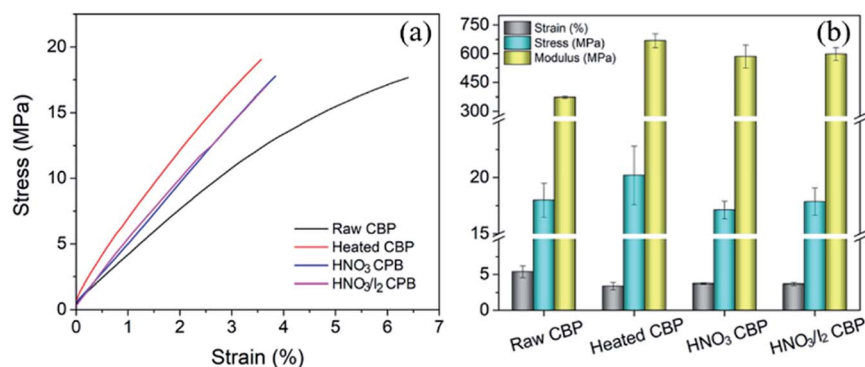 (a)
20
15
10
5
0
Stress (MPa)
Raw CBP
Heated CBP
HNO₃ CPB
HNO₃/I₂ CPB
0 1 2 3 4 5 6 7
Strain (%)
(b)
Strain (%)
Stress (MPa)
Modulus (MPa)
750
600
450
300
20
15
5
0
Raw CBP
Heated CBP
HNO₃ CBP
HNO₃/I₂ CBP